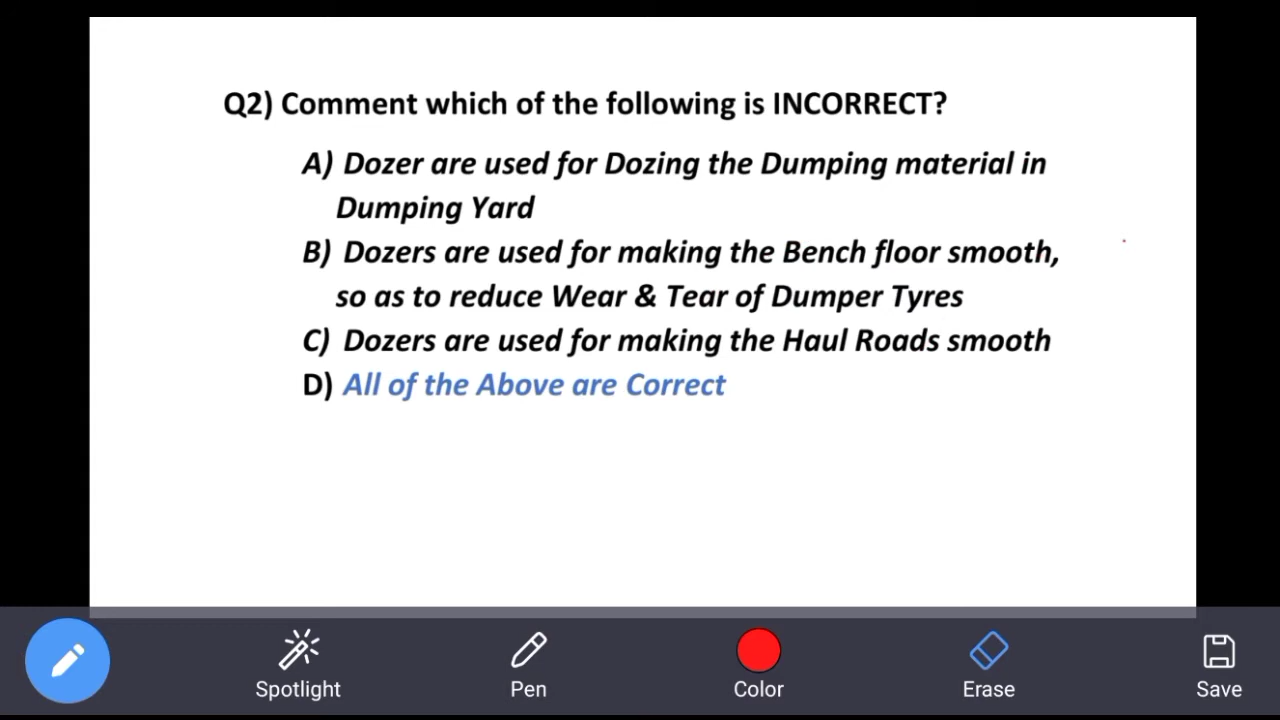 Q2) Comment which of the following is INCORRECT?
A) Dozer are used for Dozing the Dumping material in
Dumping Yard
B) Dozers are used for making the Bench floor smooth,
so as to reduce Wear & Tear of Dumper Tyres
C) Dozers are used for making the Haul Roads smooth
D) All of the Above are Correct
Spotlight
Pen
Color
Erase
Save